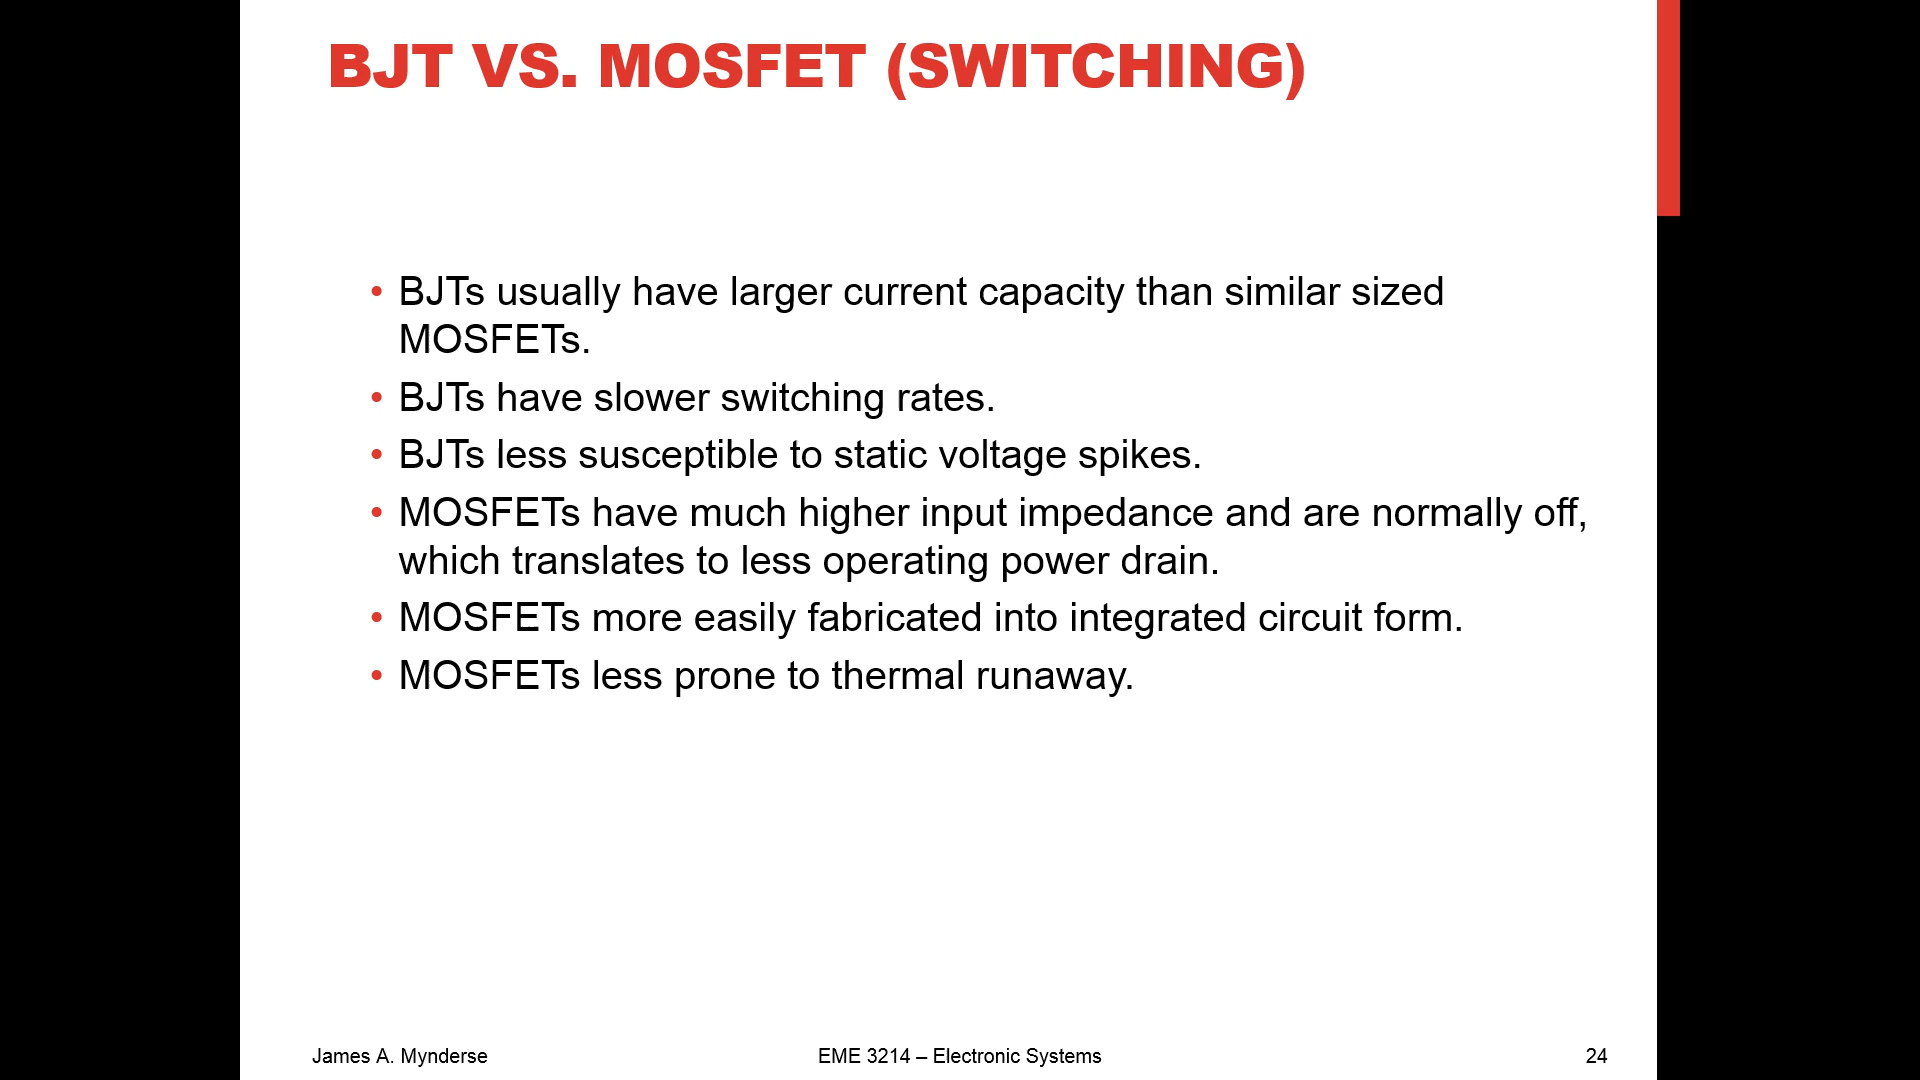 BJT VS. MOSFET (SWITCHING)
• BJTs usually have larger current capacity than similar sized
MOSFETs.
• BJTs have slower switching rates.
• BJTs less susceptible to static voltage spikes.
• MOSFETs have much higher input impedance and are normally off,
which translates to less operating power drain.
• MOSFETs more easily fabricated into integrated circuit form.
• MOSFETs less prone to thermal runaway.
James A. Mynderse
EME 3214 – Electronic Systems
24